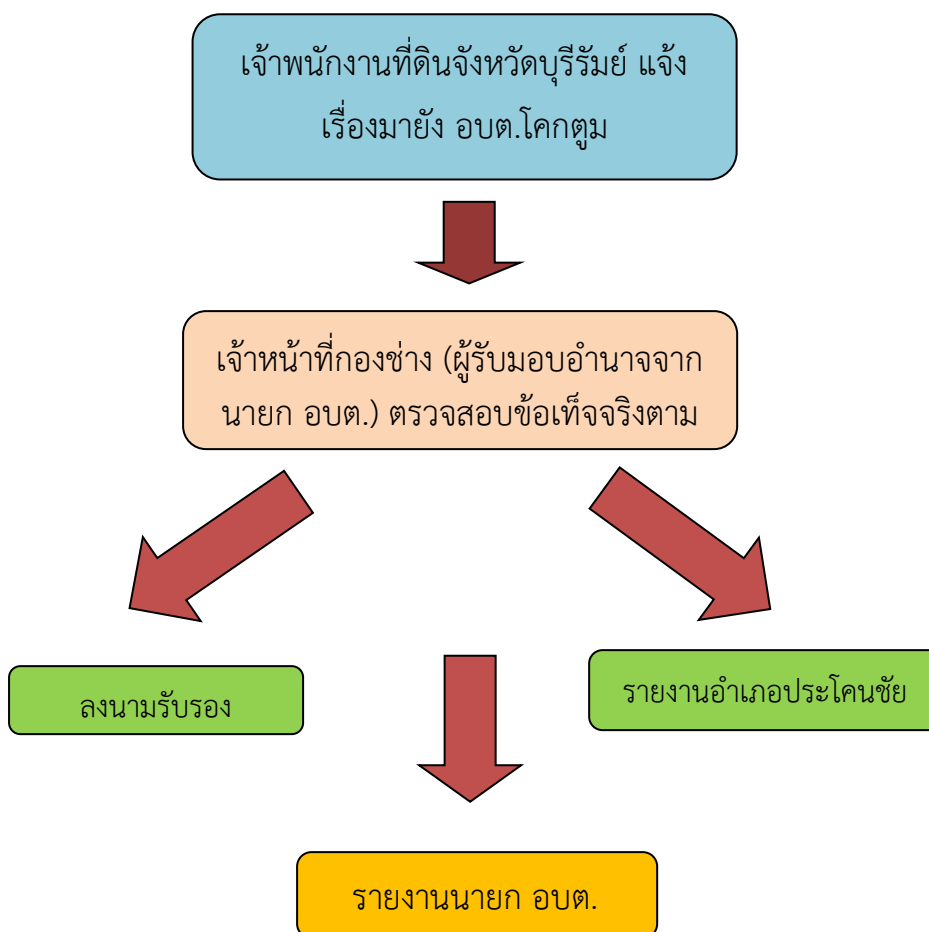 เจ้าพนักงานที่ดินจังหวัดบุรีรัมย์ แจ้ง
เรื่องมายัง อบต.โคกตูม
เจ้าหน้าที่กองช่าง (ผู้รับมอบอำนาจจาก
นายก อบต.) ตรวจสอบข้อเท็จจริงตาม
ลงนามรับรอง
รายงานอำเภอประโคนชัย
รายงานนายก อบต.